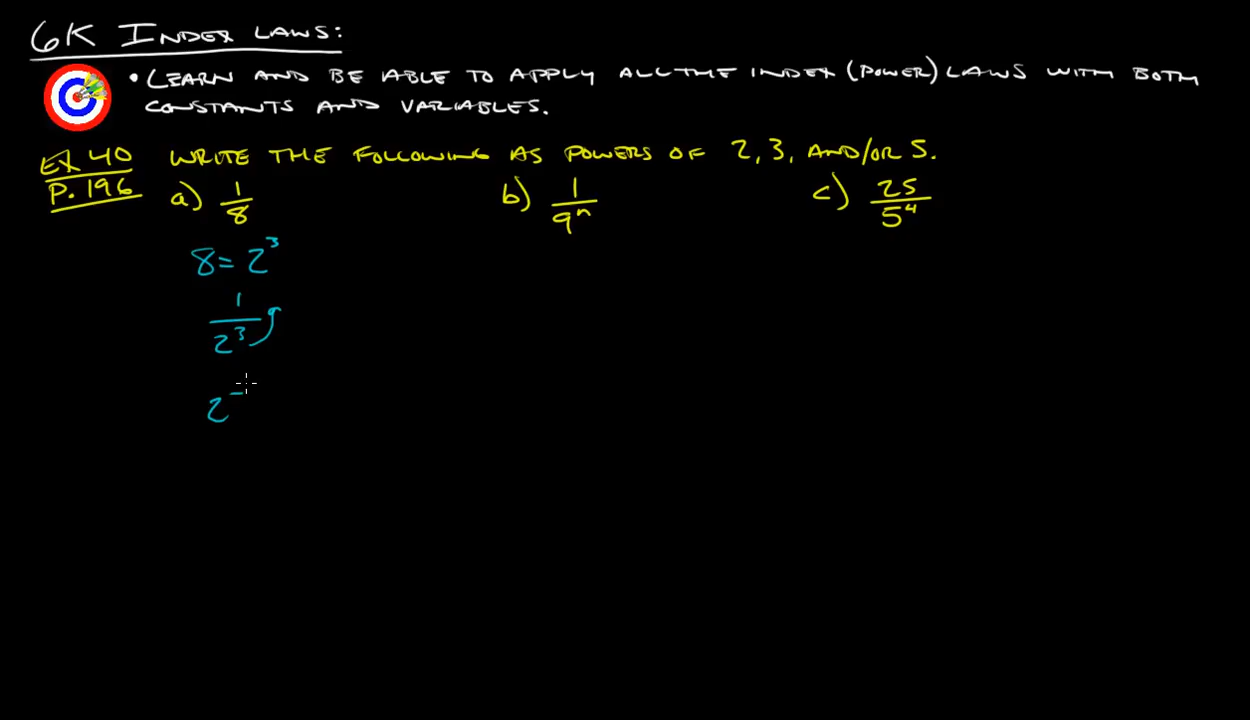 6K INDEX LAWS:
• LEARN AND BE ABLE TO APPLY ALL THE INDEX (POWER) LAWS WITH BOTH
CONSTANTS AND VARIABLES.
EX 40 WRITE THE FOLLOWING AS POWERS OF 2, 3, AND/OR 5.
P. 196 a) 1/8 b) 1/9ⁿ c) 25/5⁴
8 = 2³
1/2³
2⁻